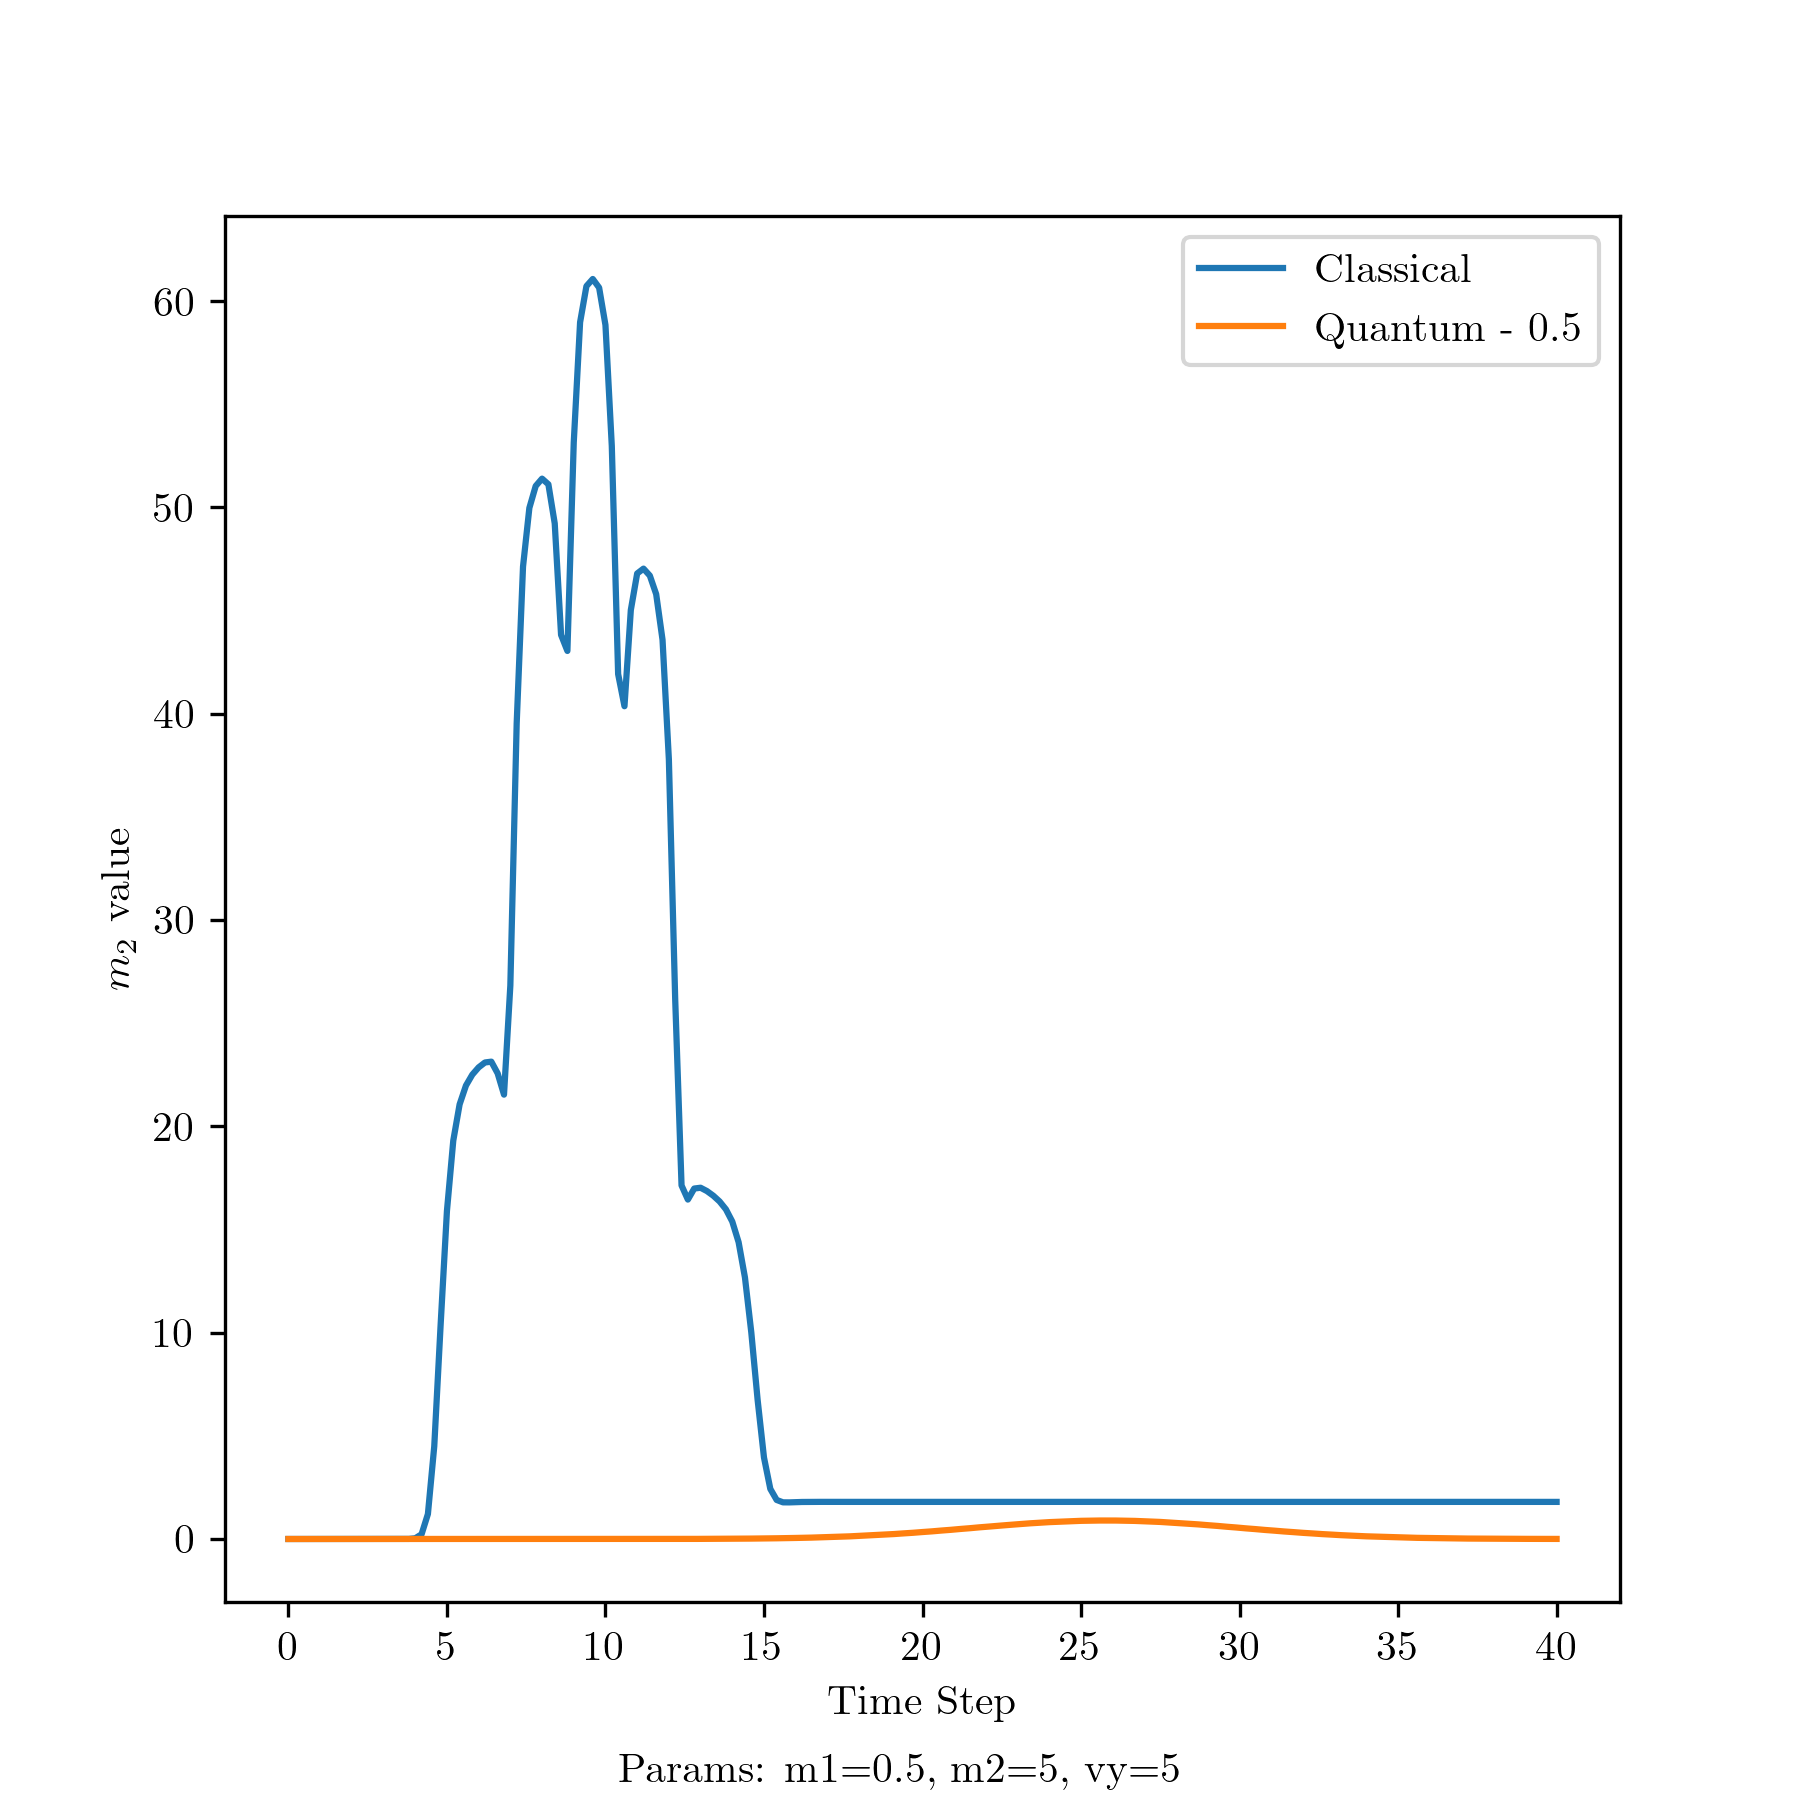 Classical
Quantum - 0.5
60
50
40
30
20
10
0
m₂ value
0 5 10 15 20 25 30 35 40
Time Step
Params: m1=0.5, m2=5, vy=5